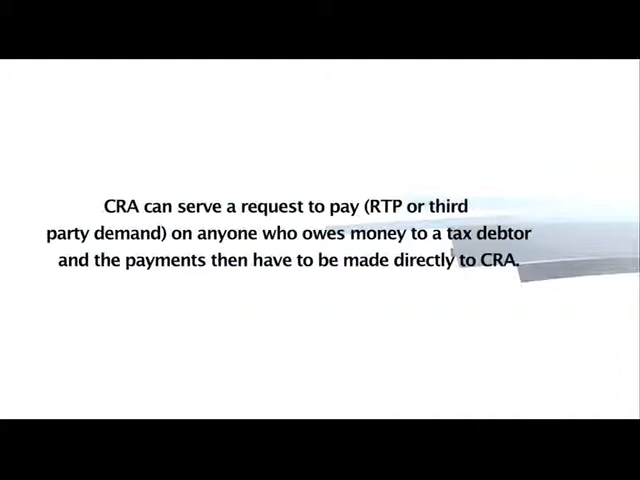 CRA can serve a request to pay (RTP or third
party demand) on anyone who owes money to a tax debtor
and the payments then have to be made directly to CRA.